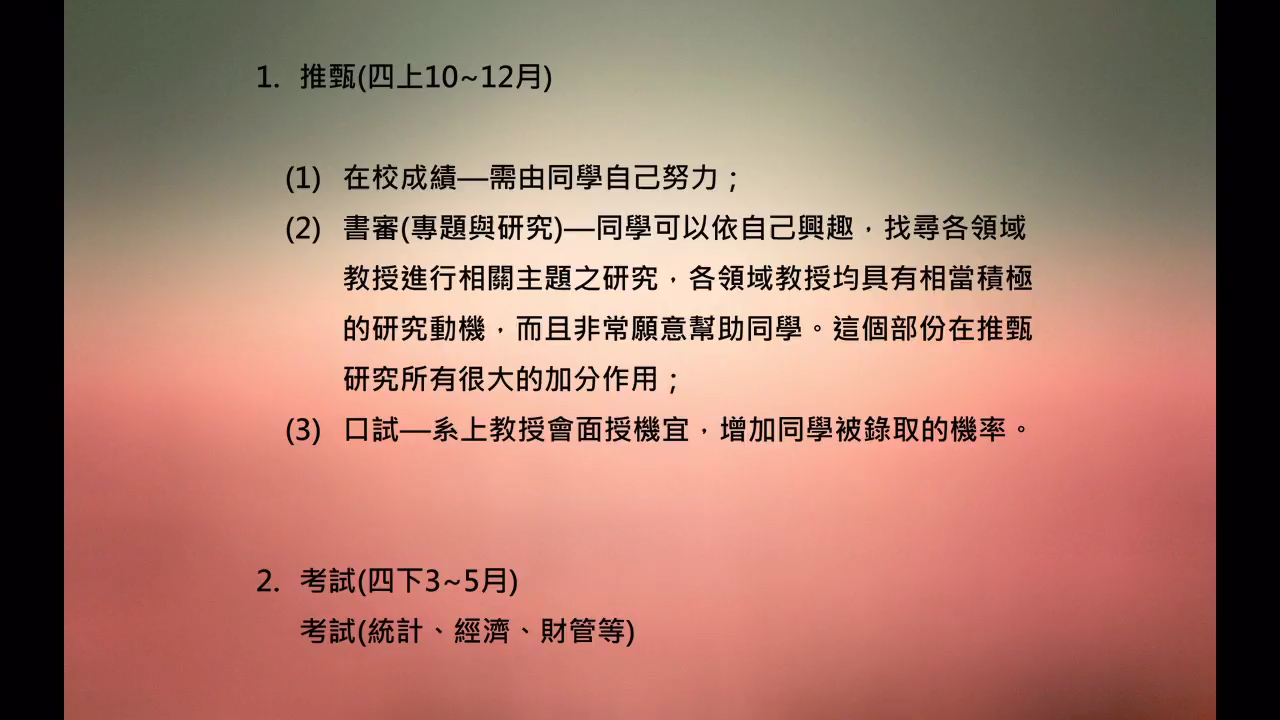 1. 推甄(四上10~12月)
(1) 在校成績—需由同學自己努力；
(2) 書審(專題與研究)—同學可以依自己興趣，找尋各領域
教授進行相關主題之研究，各領域教授均具有相當積極
的研究動機，而且非常願意幫助同學。這個部份在推甄
研究所有很大的加分作用；
(3) 口試—系上教授會面授機宜，增加同學被錄取的機率。
2. 考試(四下3~5月)
考試(統計、經濟、財管等)